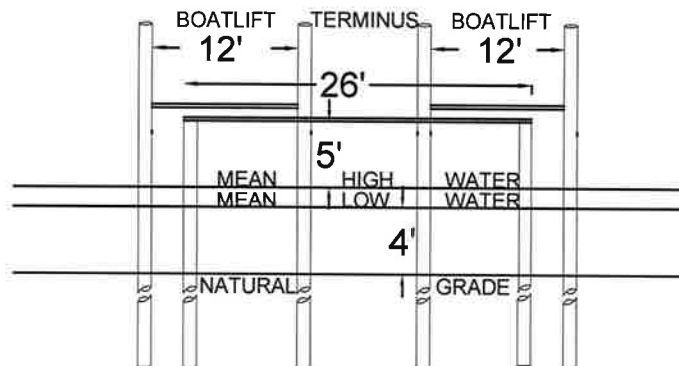 BOATLIFT TERMINUS BOATLIFT
12' 12'
26'
5'
MEAN HIGH WATER
MEAN LOW WATER
4'
NATURAL GRADE